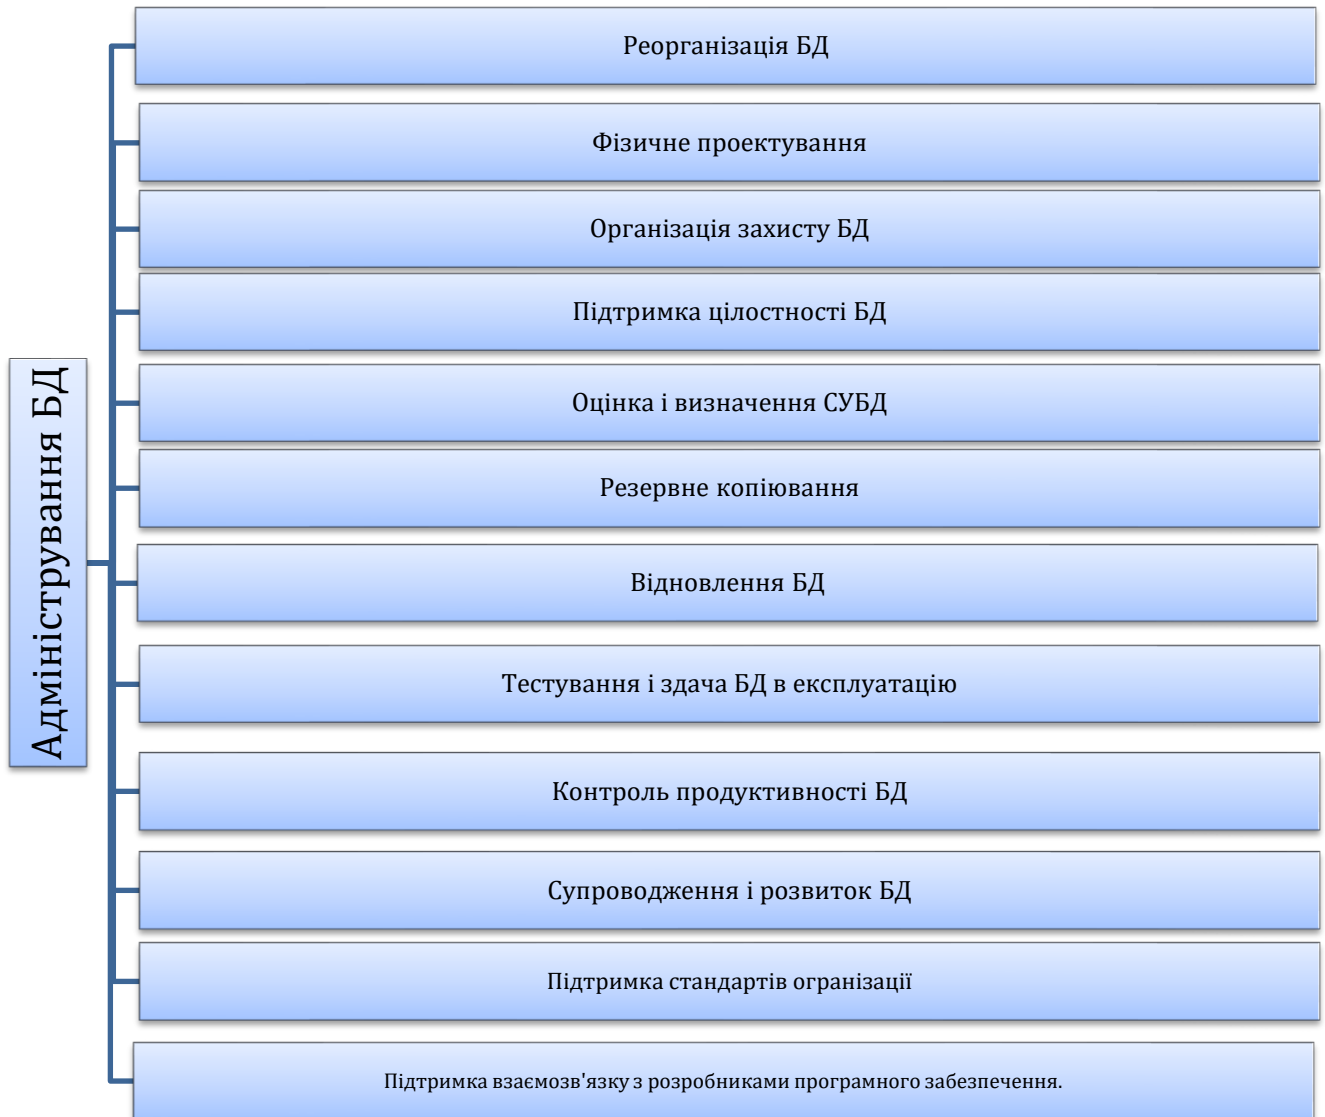 Адміністрування БД
Реорганізація БД
Фізичне проектування
Організація захисту БД
Підтримка цілостності БД
Оцінка і визначення СУБД
Резервне копіювання
Відновлення БД
Тестування і здача БД в експлуатацію
Контроль продуктивності БД
Супроводження і розвиток БД
Підтримка стандартів огранізації
Підтримка взаємозв'язку з розробниками програмного забезпечення.